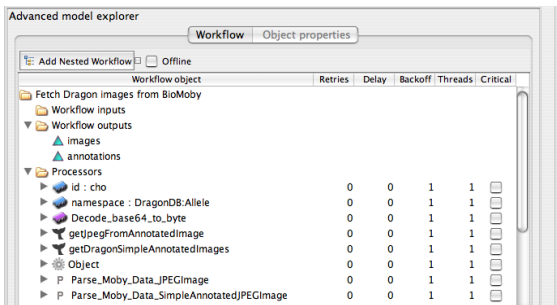 Advanced model explorer
Workflow Object properties
Add Nested Workflow Offline
Workflow object Retries Delay Backoff Threads Critical
Fetch Dragon images from BioMoby
Workflow inputs
Workflow outputs
images
annotations
Processors
id : cho 0 0 1 1
namespace : DragonDB:Allele 0 0 1 1
Decode_base64_to_byte 0 0 1 1
getJpegFromAnnotatedImage 0 0 1 1
getDragonSimpleAnnotatedImages 0 0 1 1
Object 0 0 1 1
P Parse_Moby_Data_JPEGImage 0 0 1 1
P Parse_Moby_Data_SimpleAnnotatedJPEGImage 0 0 1 1